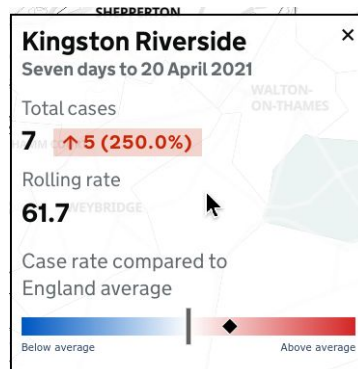 SHEPPERTON
Kingston Riverside ×
Seven days to 20 April 2021
WALTON-
ON-THAMES
Total cases
7 ↑ 5 (250.0%)
Rolling rate
WEYBRIDGE
61.7
Case rate compared to
England average
Below average Above average